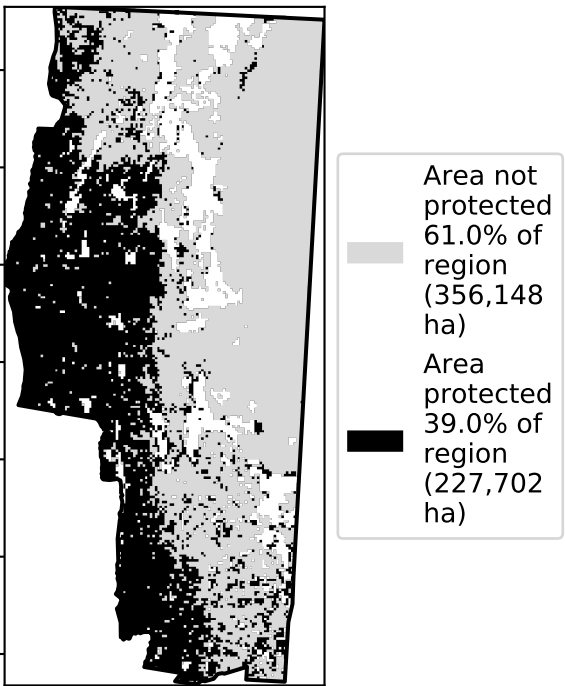 Area not
protected
61.0% of
region
(356,148
ha)
Area
protected
39.0% of
region
(227,702
ha)